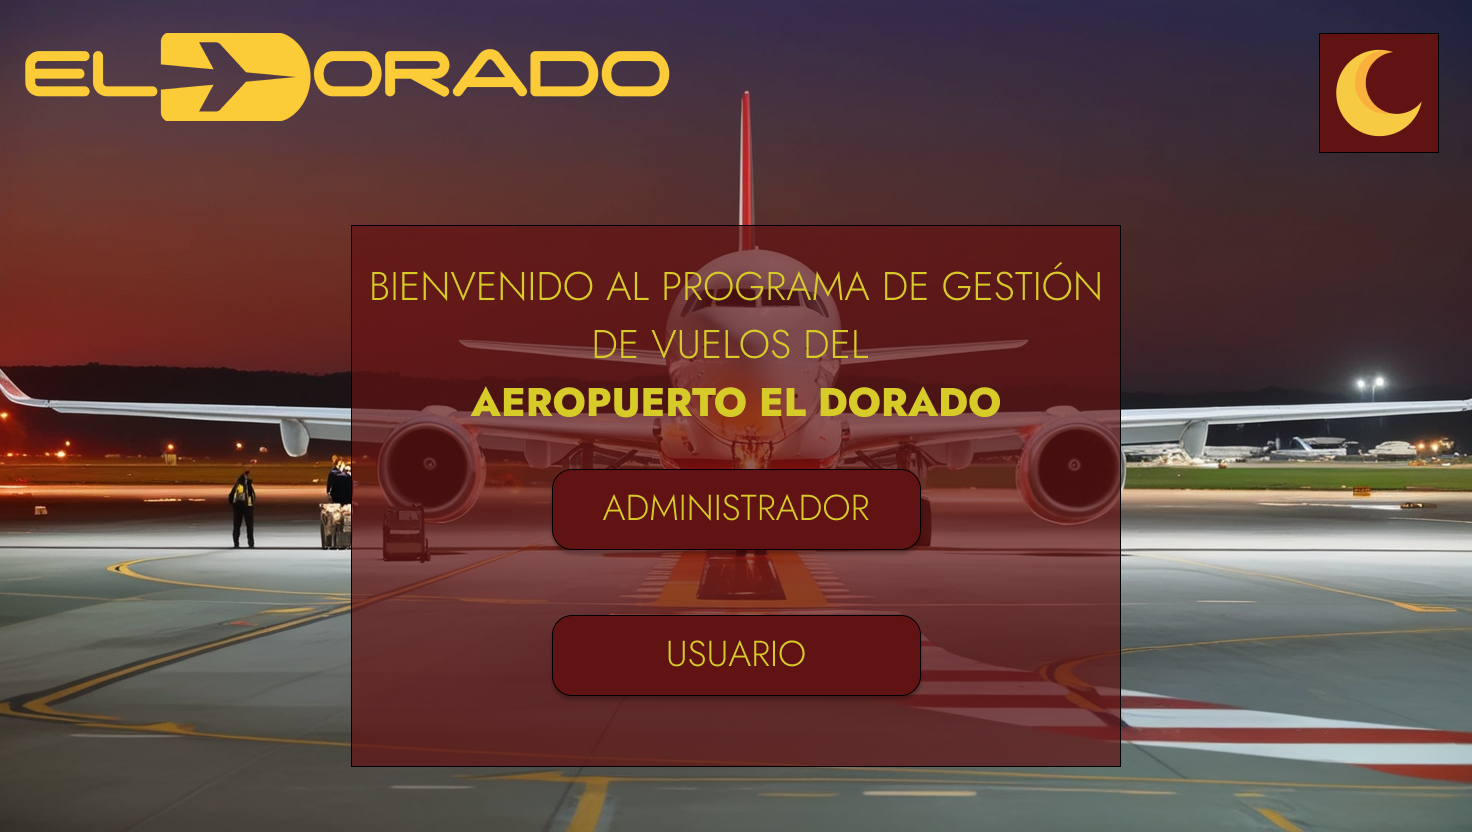 EL DORADO
BIENVENIDO AL PROGRAMA DE GESTIÓN
DE VUELOS DEL
AEROPUERTO EL DORADO
ADMINISTRADOR
USUARIO